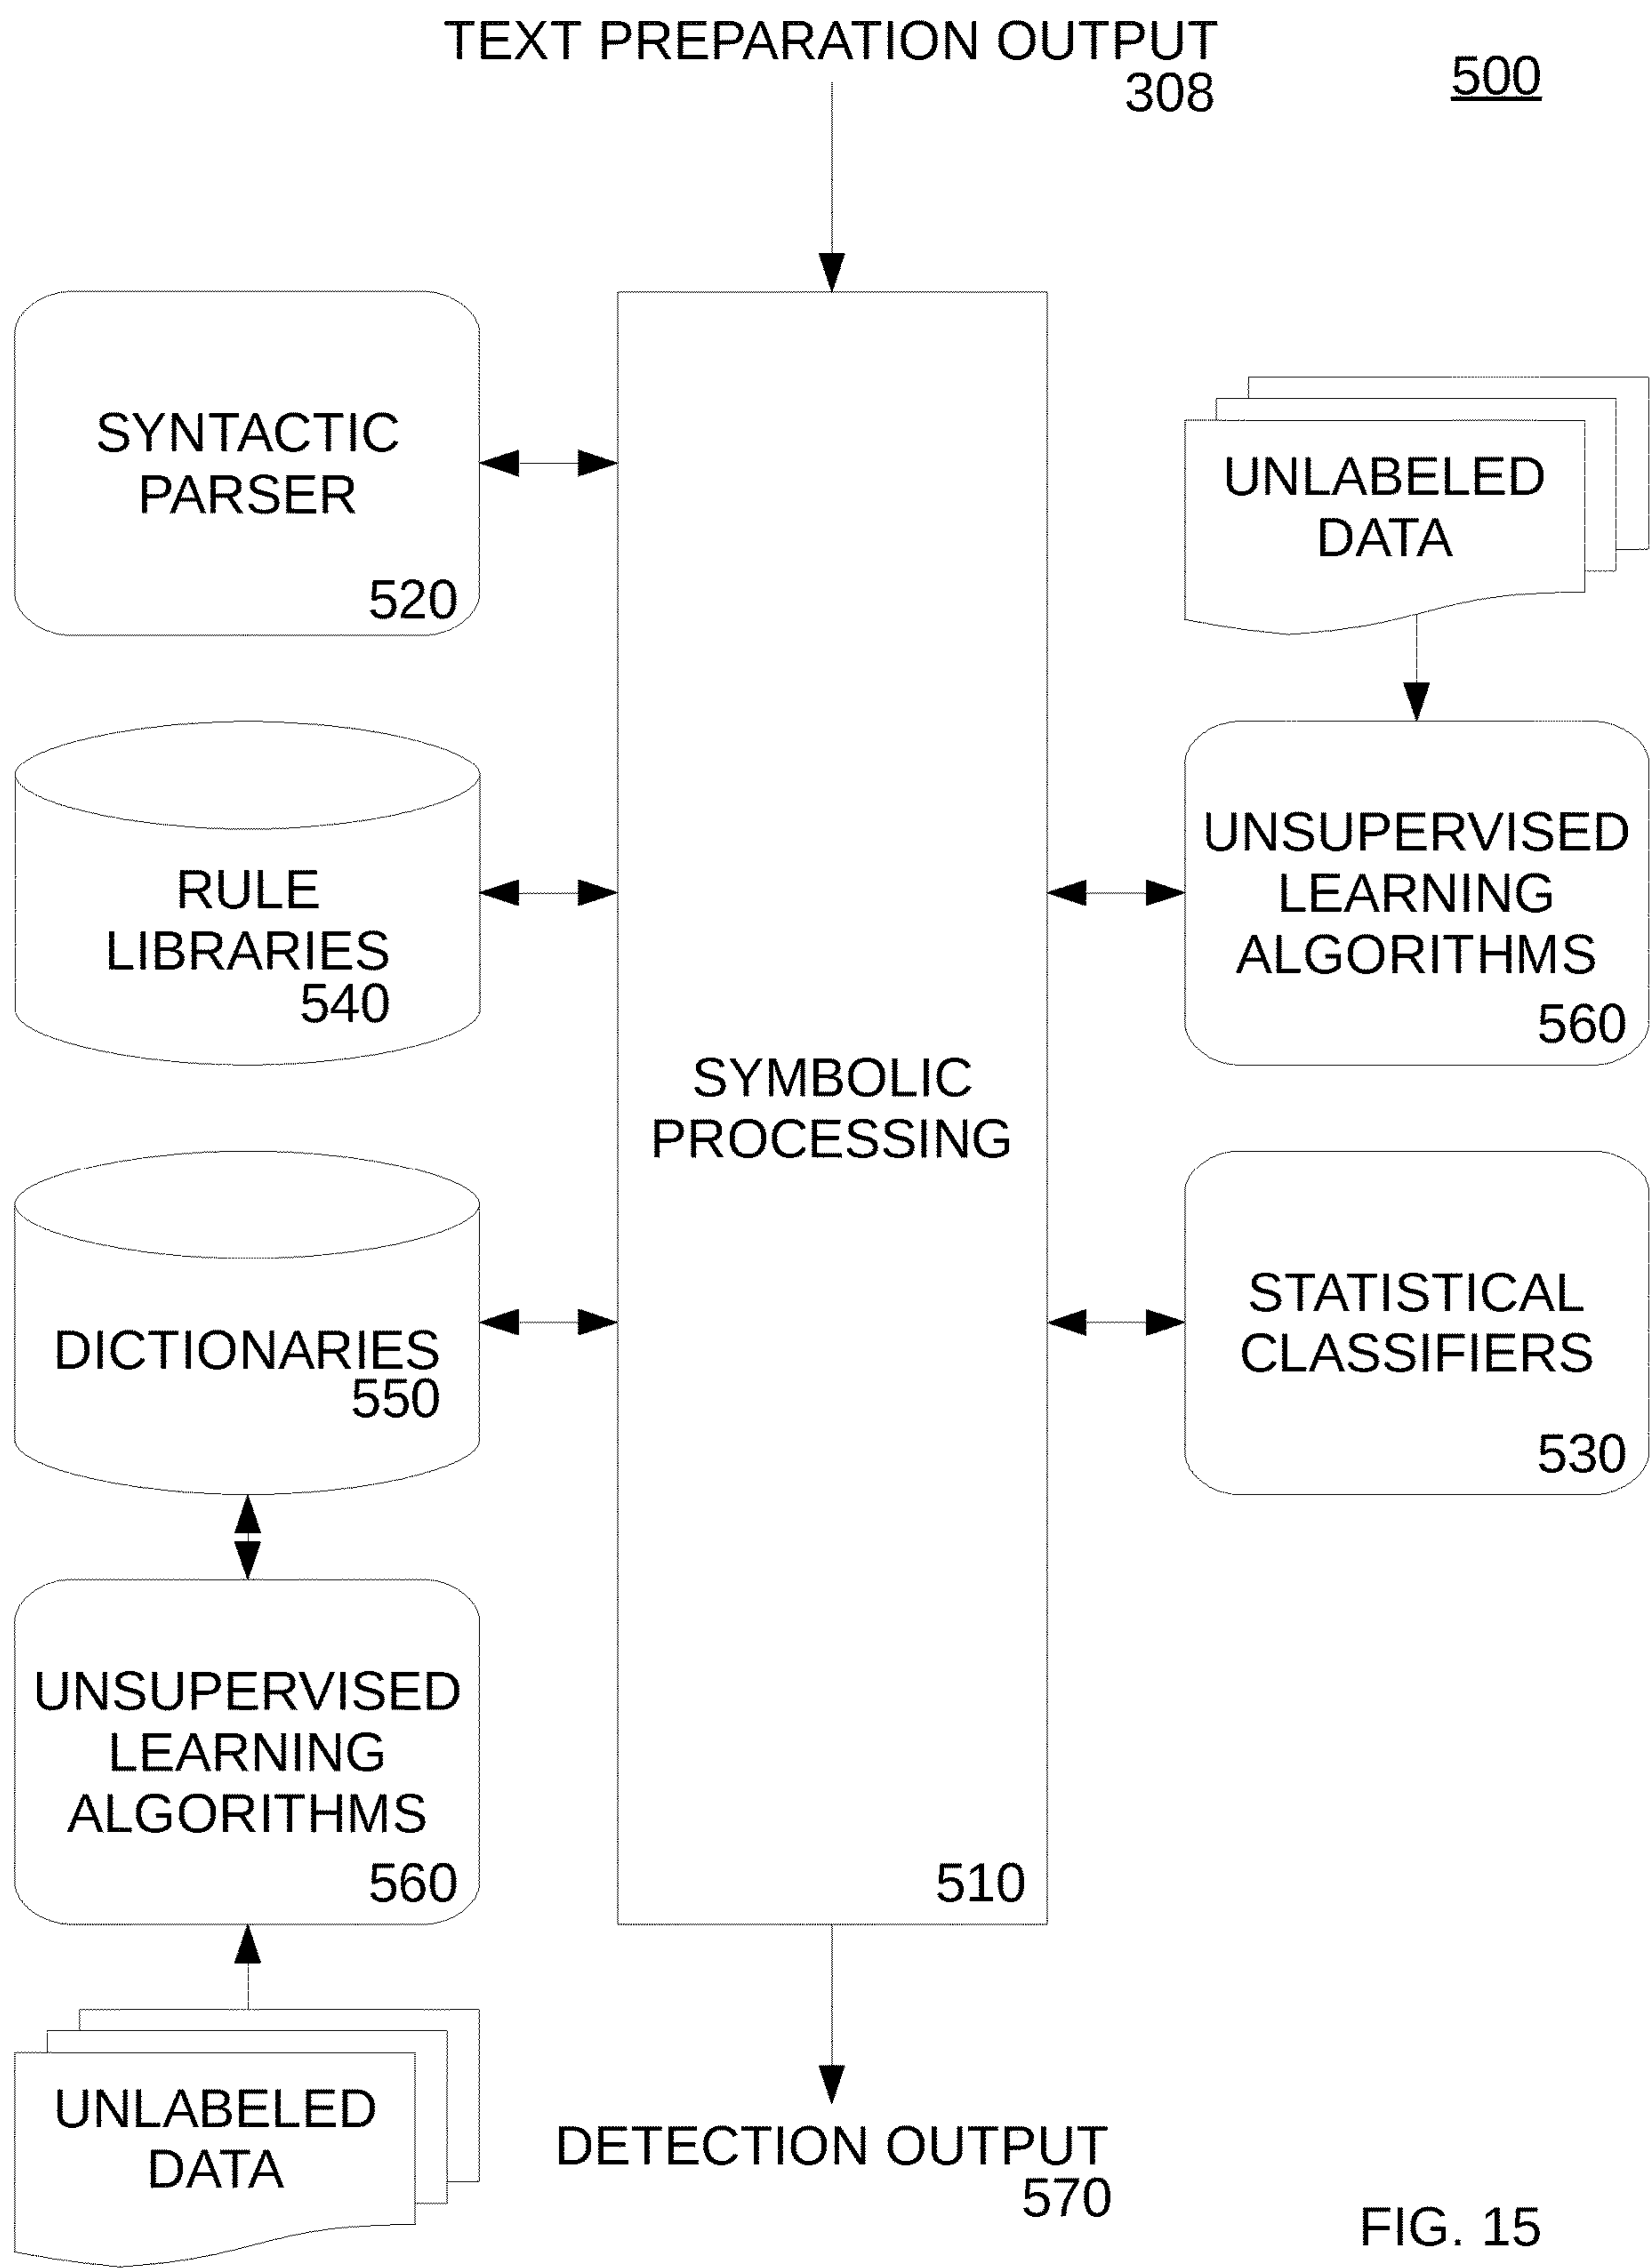 TEXT PREPARATION OUTPUT
308
500
SYNTACTIC
PARSER
520
UNLABELED
DATA
RULE
LIBRARIES
540
UNSUPERVISED
LEARNING
ALGORITHMS
560
SYMBOLIC
PROCESSING
510
DICTIONARIES
550
STATISTICAL
CLASSIFIERS
530
UNSUPERVISED
LEARNING
ALGORITHMS
560
UNLABELED
DATA
DETECTION OUTPUT
570
FIG. 15